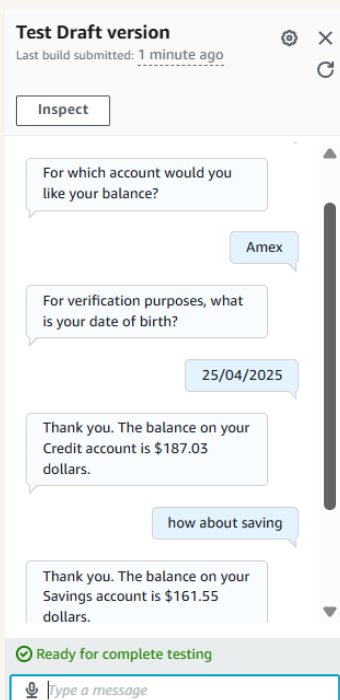 Test Draft version
Last build submitted: 1 minute ago
Inspect
For which account would you
like your balance?
Amex
For verification purposes, what
is your date of birth?
25/04/2025
Thank you. The balance on your
Credit account is $187.03
dollars.
how about saving
Thank you. The balance on your
Savings account is $161.55
dollars.
Ready for complete testing
Type a message